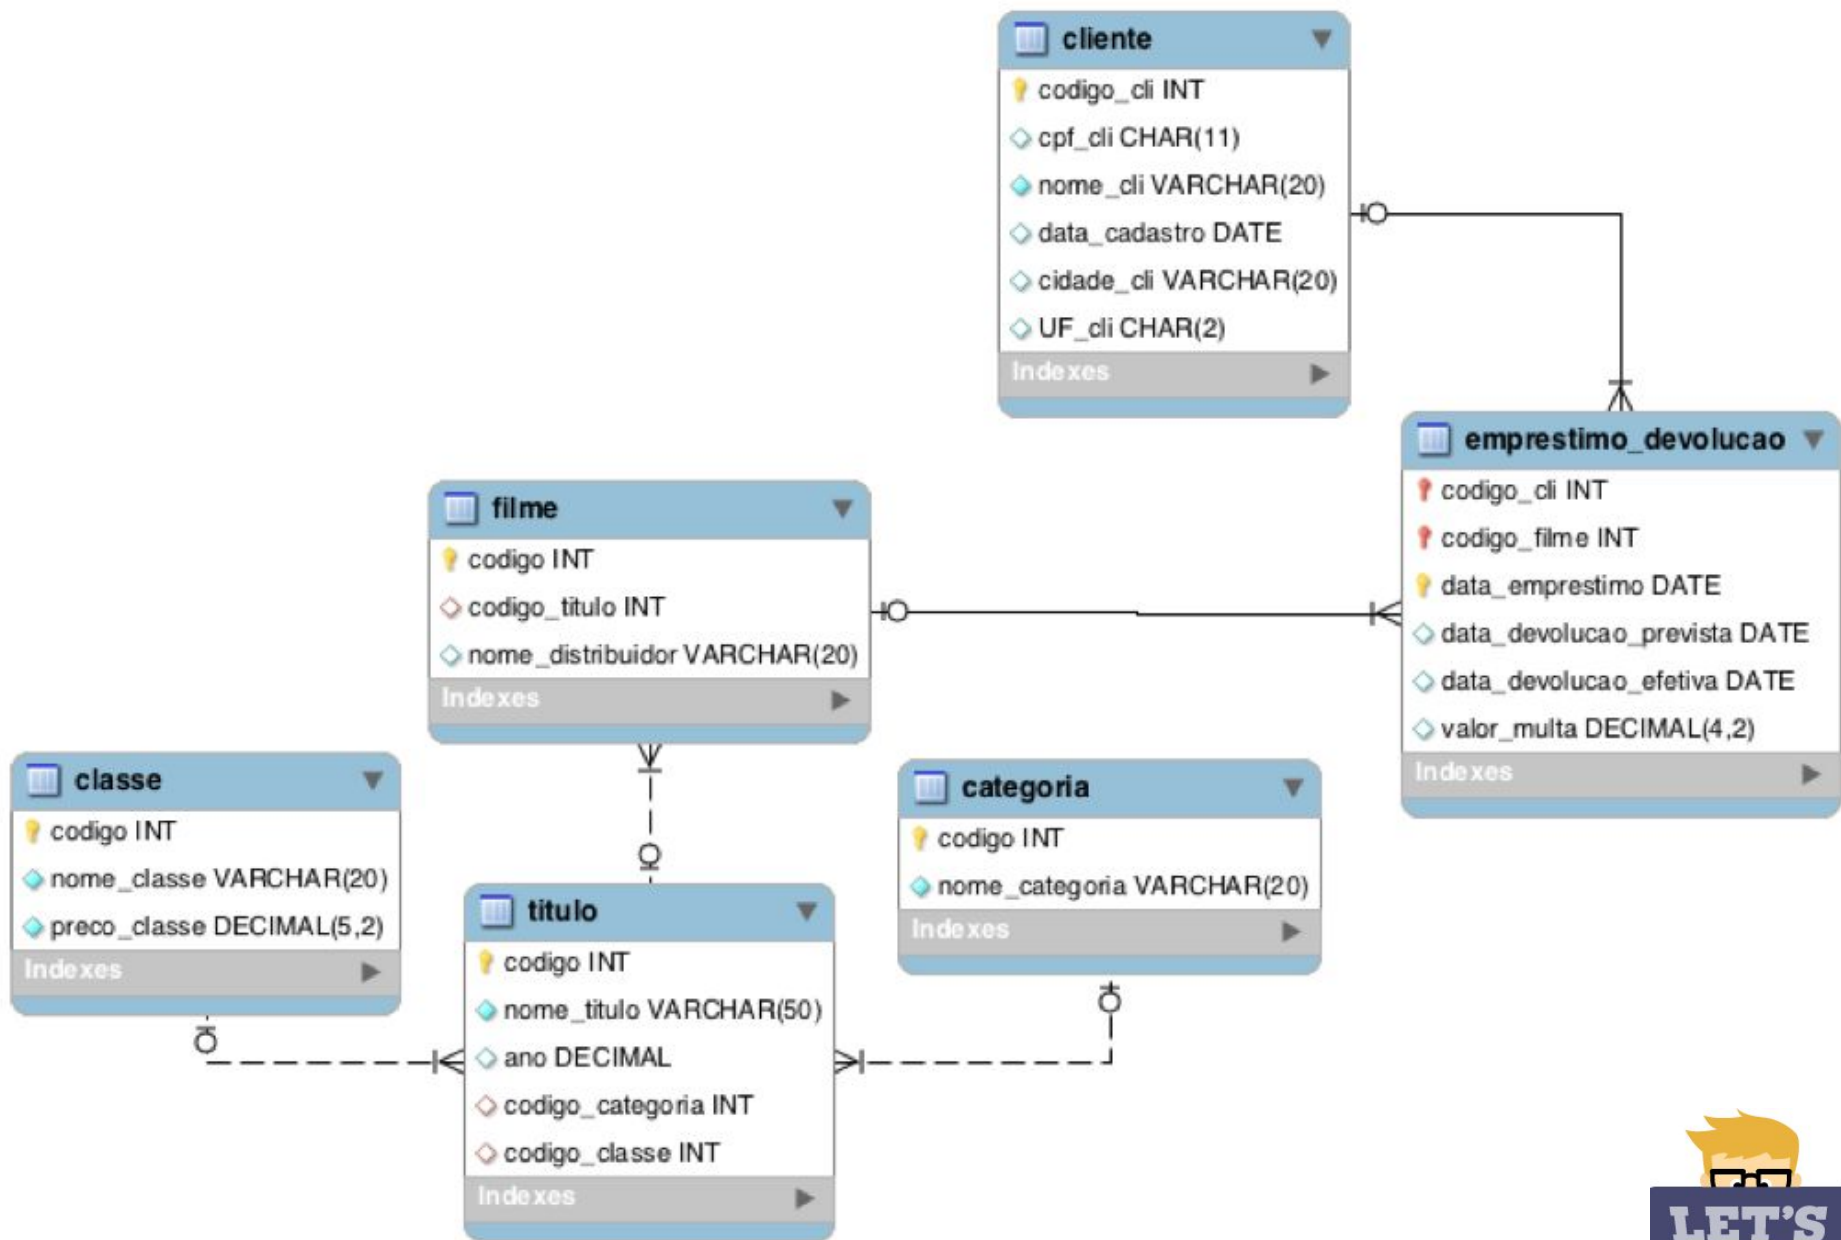 cliente
codigo_cli INT
cpf_cli CHAR(11)
nome_cli VARCHAR(20)
data_cadastro DATE
cidade_cli VARCHAR(20)
UF_cli CHAR(2)
Indexes
emprestimo_devolucao
codigo_cli INT
codigo_filme INT
data_emprestimo DATE
data_devolucao_prevista DATE
data_devolucao_efetiva DATE
valor_multa DECIMAL(4,2)
Indexes
filme
codigo INT
codigo_titulo INT
nome_distribuidor VARCHAR(20)
Indexes
classe
codigo INT
nome_classe VARCHAR(20)
preco_classe DECIMAL(5,2)
Indexes
titulo
codigo INT
nome_titulo VARCHAR(50)
ano DECIMAL
codigo_categoria INT
codigo_classe INT
Indexes
categoria
codigo INT
nome_categoria VARCHAR(20)
Indexes
LET'S